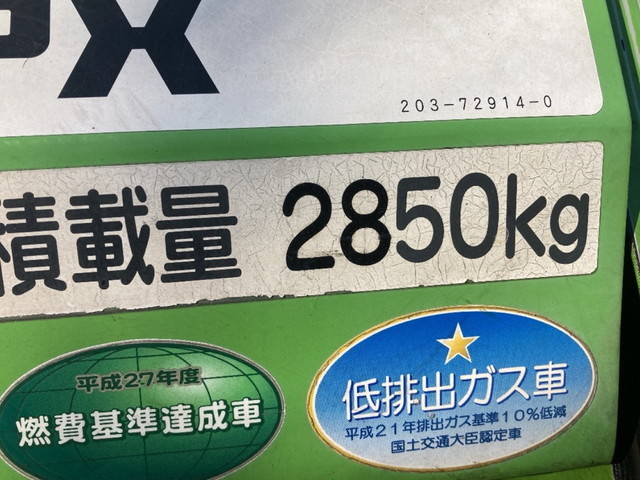 PX
203-72914-0
積載量 2850kg
平成27年度
燃費基準達成車
低排出ガス車
平成21年排出ガス基準10%低減
国土交通大臣認定車